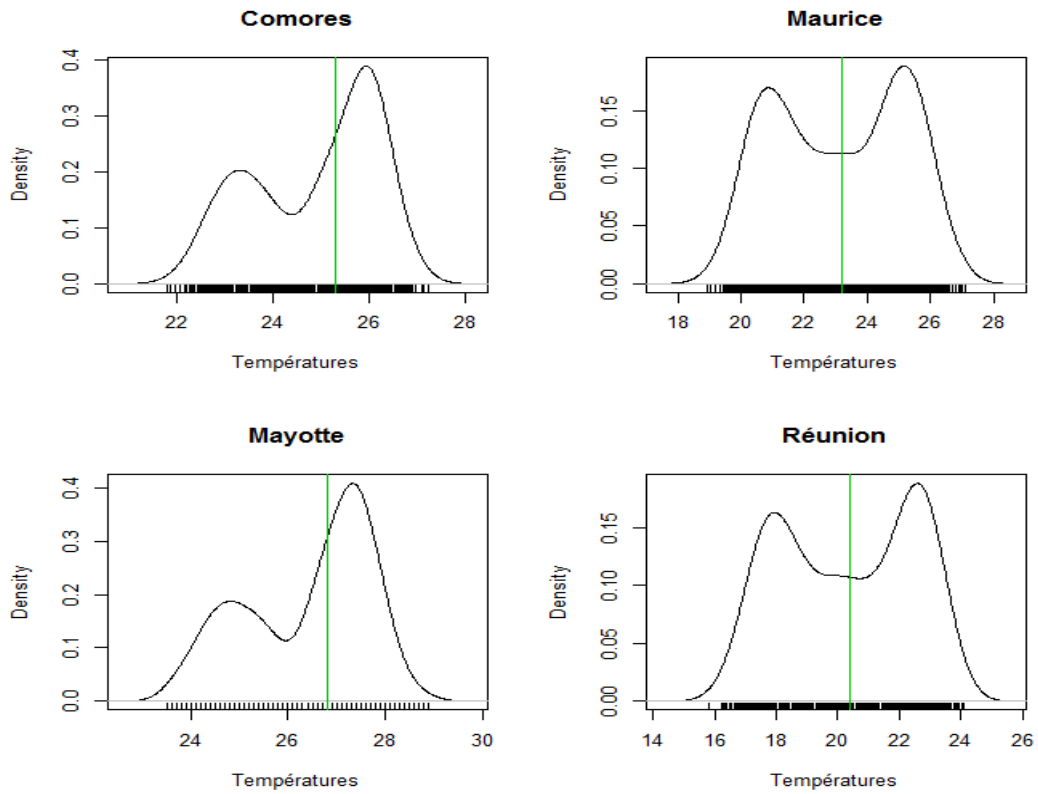 Comores
Density
0.0 0.1 0.2 0.3 0.4
22 24 26 28
Températures
Maurice
Density
0.00 0.05 0.10 0.15
18 20 22 24 26 28
Températures
Mayotte
Density
0.0 0.1 0.2 0.3 0.4
24 26 28 30
Températures
Réunion
Density
0.00 0.05 0.10 0.15
14 16 18 20 22 24 26
Températures